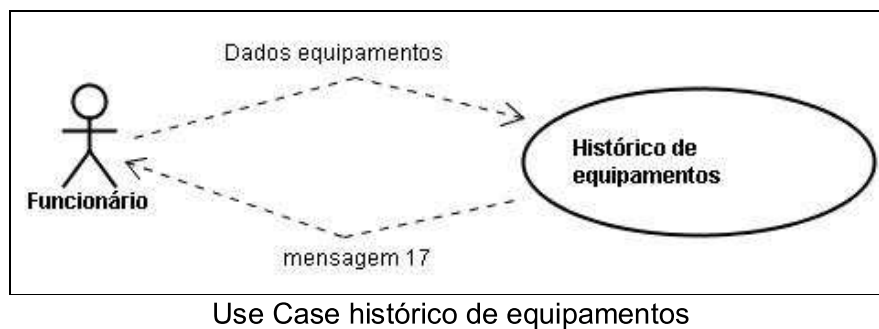 Dados equipamentos
Histórico de
equipamentos
Funcionário
mensagem 17
Use Case histórico de equipamentos